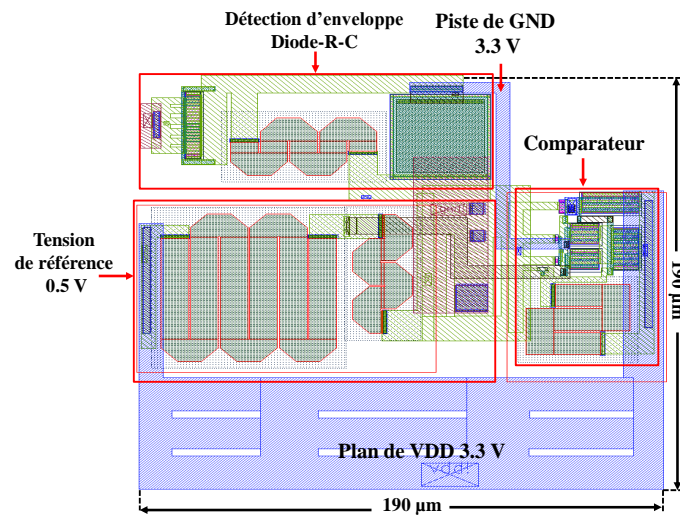 Détection d’enveloppe
Diode-R-C
Piste de GND
3.3 V
Comparateur
Tension
de référence
0.5 V
190 µm
Plan de VDD 3.3 V
vdd!
190 µm